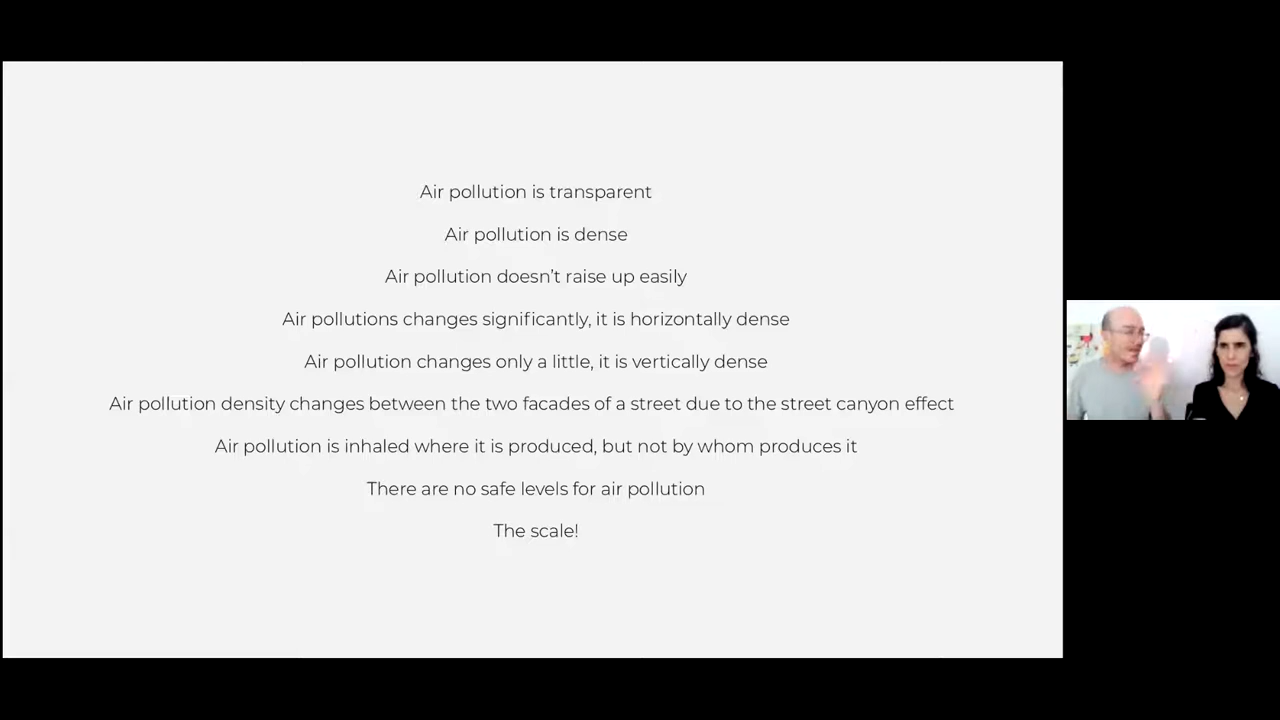 Air pollution is transparent
Air pollution is dense
Air pollution doesn’t raise up easily
Air pollutions changes significantly, it is horizontally dense
Air pollution changes only a little, it is vertically dense
Air pollution density changes between the two facades of a street due to the street canyon effect
Air pollution is inhaled where it is produced, but not by whom produces it
There are no safe levels for air pollution
The scale!